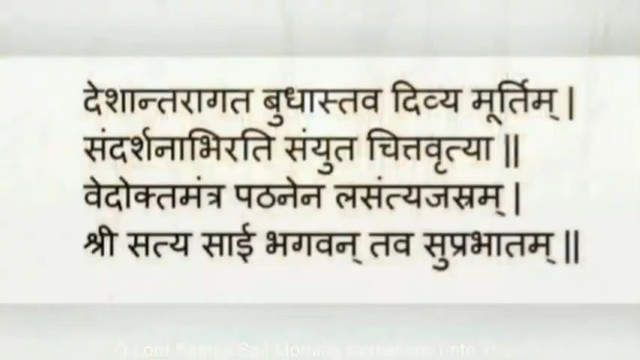 देशान्तरागत बुधास्तव दिव्य मूर्तिम् |
संदर्शनाभिरति संयुत चित्तवृत्या ||
वेदोक्तमंत्र पठनेन लसंत्यजस्रम् |
श्री सत्य साई भगवन् तव सुप्रभातम् ||